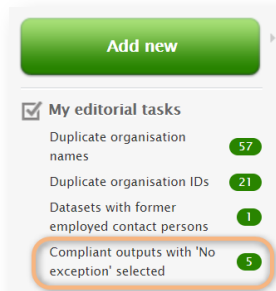 Add new
My editorial tasks
Duplicate organisation
names
57
Duplicate organisation IDs
21
Datasets with former
employed contact persons
1
Compliant outputs with 'No
exception' selected
5